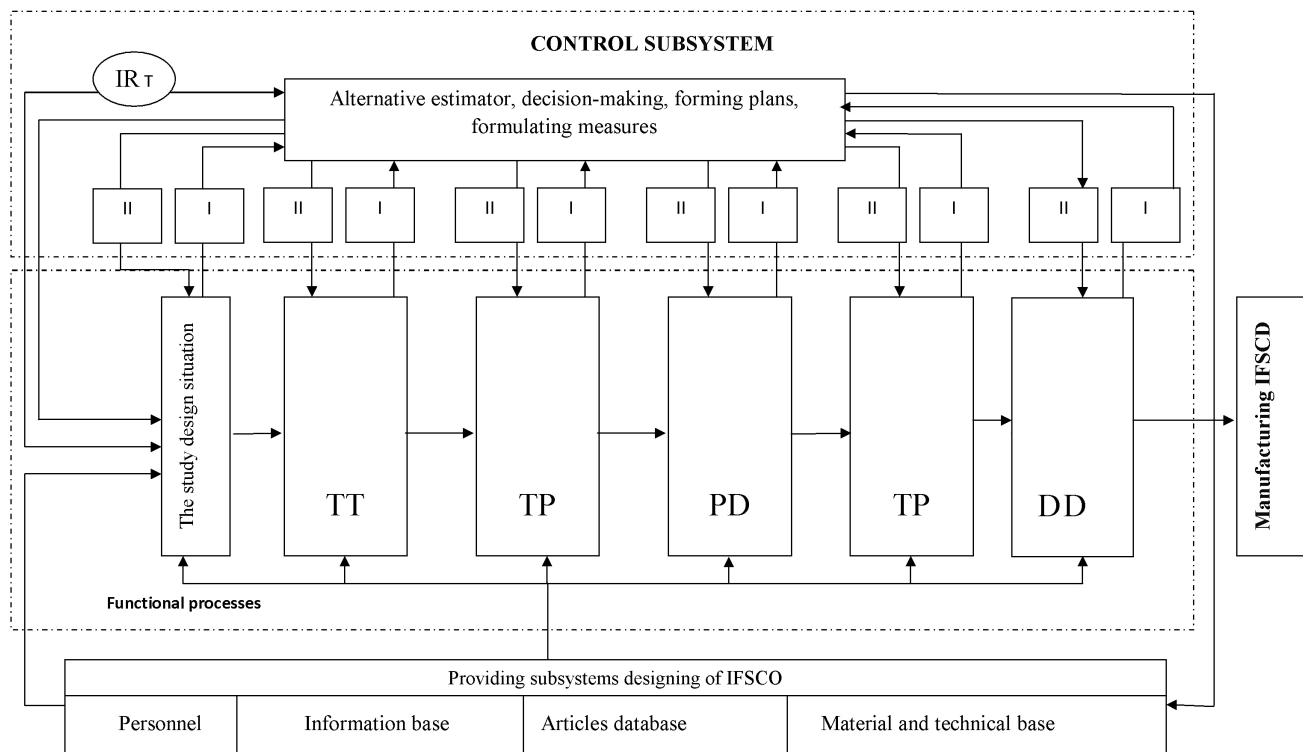 CONTROL SUBSYSTEM
IR T
Alternative estimator, decision-making, forming plans,
formulating measures
II
I
II
I
II
I
II
I
II
I
II
I
The study design situation
TT
TP
PD
TP
DD
Manufacturing IFSCD
Functional processes
Providing subsystems designing of IFSCO
Personnel
Information base
Articles database
Material and technical base